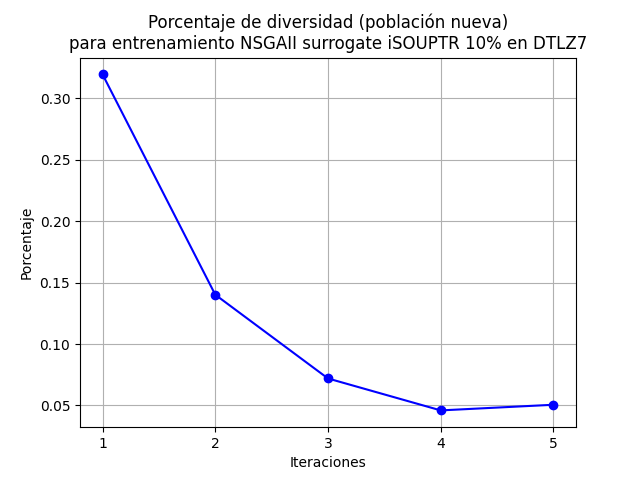 Porcentaje de diversidad (población nueva)
para entrenamiento NSGAII surrogate iSOUPTR 10% en DTLZ7
Porcentaje
0.30
0.25
0.20
0.15
0.10
0.05
1 2 3 4 5
Iteraciones